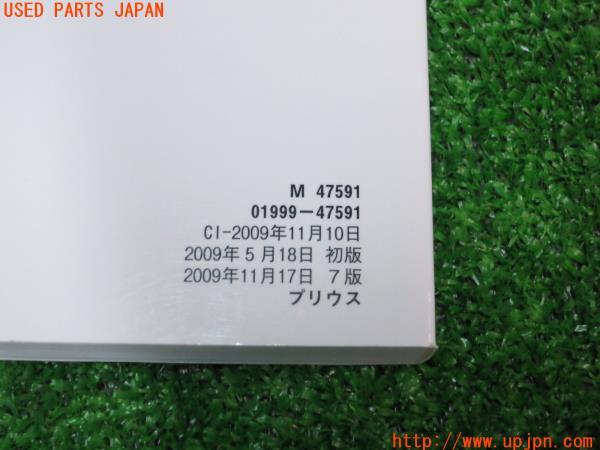 USED PARTS JAPAN
M 47591
01999-47591
CI-2009年11月10日
2009年5月18日 初版
2009年11月17日 7版
プリウス
http://www.upjpn.com/